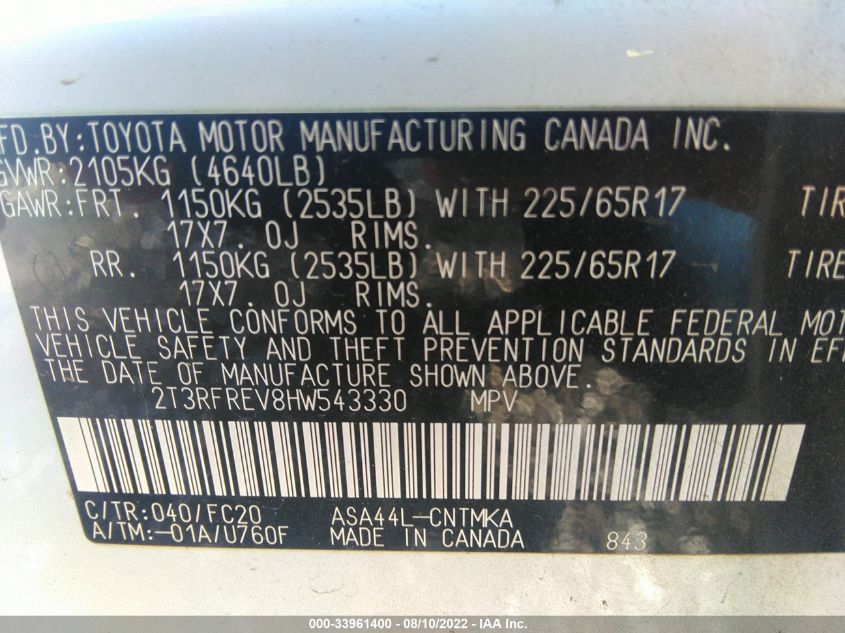 FD.BY:TOYOTA MOTOR MANUFACTURING CANADA INC.
GVWR:2105KG (4640LB)
GAWR:FRT. 1150KG (2535LB) WITH 225/65R17 TIR
17X7.0J RIMS.
RR. 1150KG (2535LB) WITH 225/65R17 TIRE
17X7.0J RIMS.
THIS VEHICLE CONFORMS TO ALL APPLICABLE FEDERAL MOT
VEHICLE SAFETY AND THEFT PREVENTION STANDARDS IN EFF
THE DATE OF MANUFACTURE SHOWN ABOVE.
2T3RFREV8HW543330 MPV
C/TR:040/FC20 ASA44L-CNTMKA
A/TM:-01A/U760F MADE IN CANADA 843
000-33961400 - 08/10/2022 - IAA Inc.